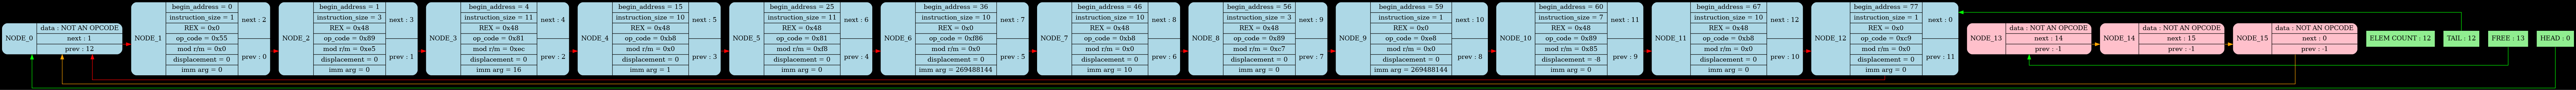 NODE_0
data : NOT AN OPCODE
next : 1
prev : 12
NODE_1
begin_address = 0
instruction_size = 1
REX = 0x0
op_code = 0x55
mod r/m = 0x0
displacement = 0
imm arg = 0
next : 2
prev : 0
NODE_2
begin_address = 1
instruction_size = 3
REX = 0x48
op_code = 0x89
mod r/m = 0xe5
displacement = 0
imm arg = 0
next : 3
prev : 1
NODE_3
begin_address = 4
instruction_size = 11
REX = 0x48
op_code = 0x81
mod r/m = 0xec
displacement = 0
imm arg = 16
next : 4
prev : 2
NODE_4
begin_address = 15
instruction_size = 10
REX = 0x48
op_code = 0xb8
mod r/m = 0x0
displacement = 0
imm arg = 1
next : 5
prev : 3
NODE_5
begin_address = 25
instruction_size = 11
REX = 0x48
op_code = 0x81
mod r/m = 0xf8
displacement = 0
imm arg = 0
next : 6
prev : 4
NODE_6
begin_address = 36
instruction_size = 10
REX = 0x0
op_code = 0xf86
mod r/m = 0x0
displacement = 0
imm arg = 269488144
next : 7
prev : 5
NODE_7
begin_address = 46
instruction_size = 10
REX = 0x48
op_code = 0xb8
mod r/m = 0x0
displacement = 0
imm arg = 10
next : 8
prev : 6
NODE_8
begin_address = 56
instruction_size = 3
REX = 0x48
op_code = 0x89
mod r/m = 0xc7
displacement = 0
imm arg = 0
next : 9
prev : 7
NODE_9
begin_address = 59
instruction_size = 1
REX = 0x0
op_code = 0xe8
mod r/m = 0x0
displacement = 0
imm arg = 269488144
next : 10
prev : 8
NODE_10
begin_address = 60
instruction_size = 7
REX = 0x48
op_code = 0x89
mod r/m = 0x85
displacement = -8
imm arg = 0
next : 11
prev : 9
NODE_11
begin_address = 67
instruction_size = 10
REX = 0x48
op_code = 0xb8
mod r/m = 0x0
displacement = 0
imm arg = 0
next : 12
prev : 10
NODE_12
begin_address = 77
instruction_size = 1
REX = 0x0
op_code = 0xc9
mod r/m = 0x0
displacement = 0
imm arg = 0
next : 0
prev : 11
NODE_13
data : NOT AN OPCODE
next : 14
prev : -1
NODE_14
data : NOT AN OPCODE
next : 15
prev : -1
NODE_15
data : NOT AN OPCODE
next : 0
prev : -1
ELEM COUNT : 12
TAIL : 12
FREE : 13
HEAD : 0